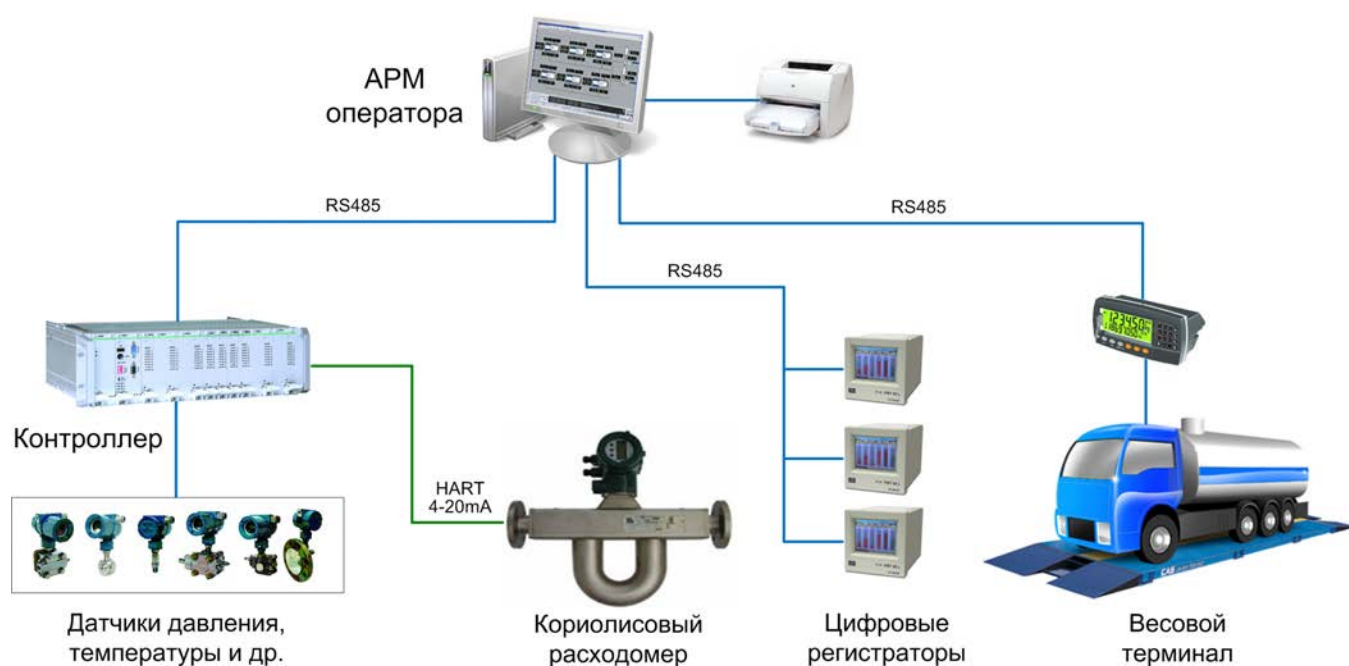 АРМ
оператора
RS485
RS485
RS485
Контроллер
HART
4-20mA
CAS
Датчики давления,
температуры и др.
Кориолисовый
расходомер
Цифровые
регистраторы
Весовой
терминал